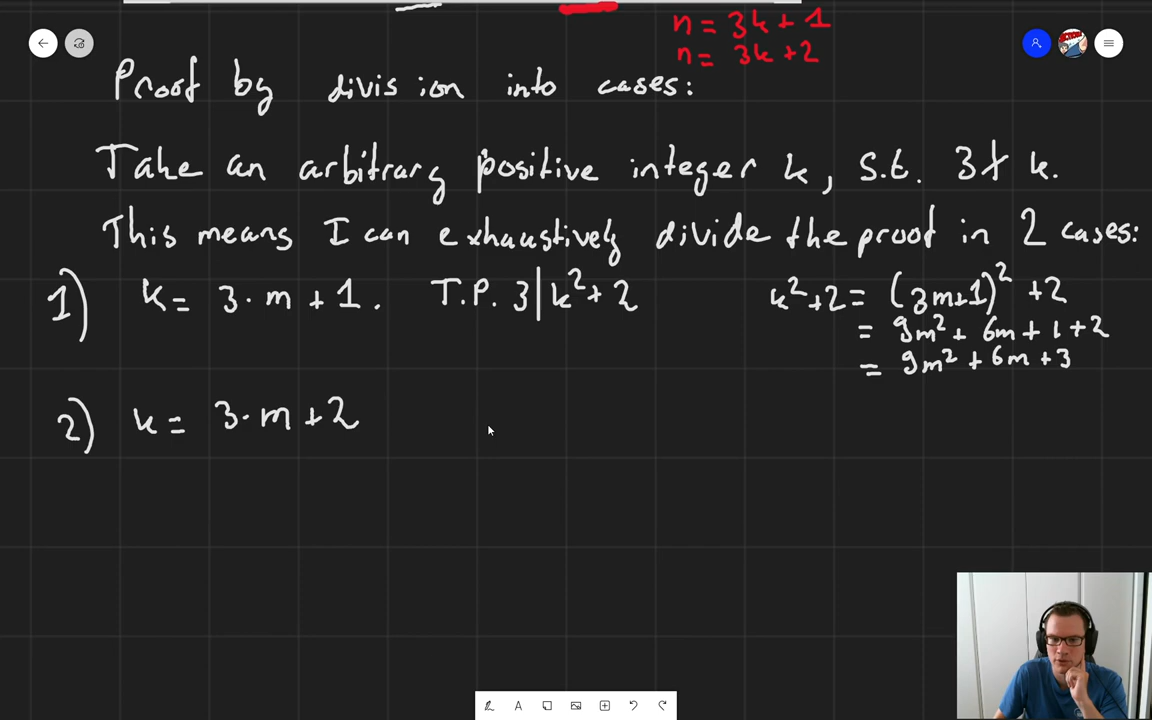 n = 3k + 1
n = 3k + 2
Proof by division into cases:
Take an arbitrary positive integer k, s.t. 3∤k.
This means I can exhaustively divide the proof in 2 cases:
1) k = 3·m + 1. T.P. 3|k²+2 k²+2 = (3m+1)² + 2
= 9m² + 6m + 1 + 2
= 9m² + 6m + 3
2) k = 3·m + 2
A